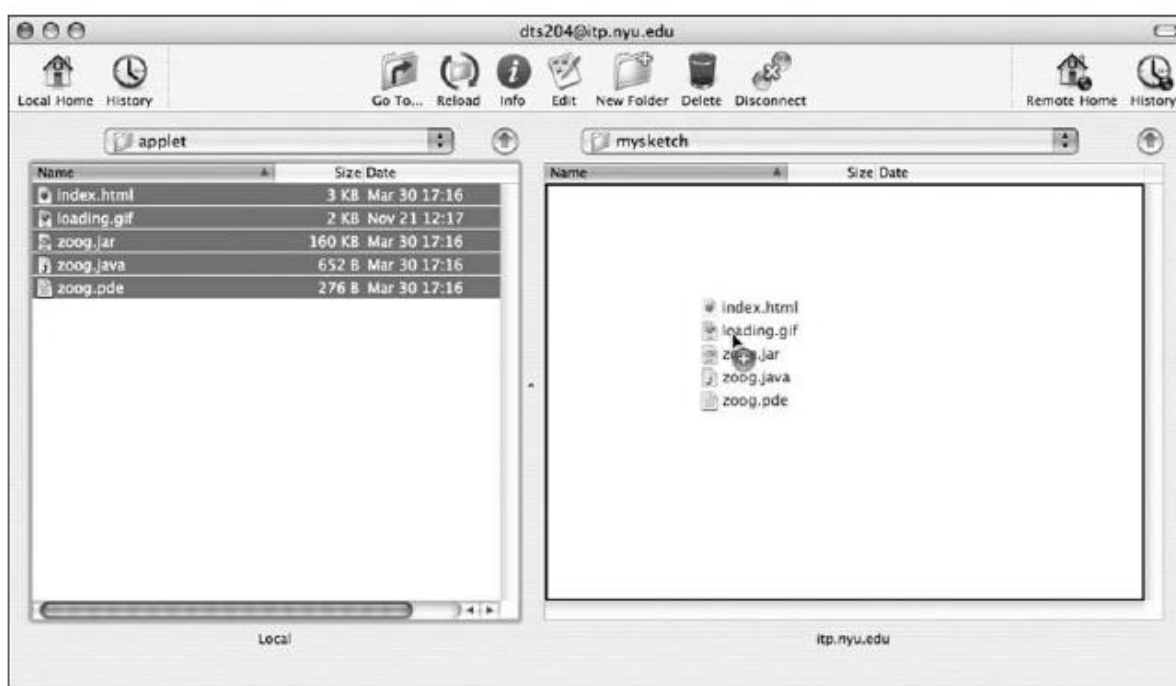 dts204@itp.nyu.edu
Local Home History Go To... Reload Info Edit New Folder Delete Disconnect Remote Home History
applet mysketch
Name Size Date Name Size Date
index.html 3 KB Mar 30 17:16
loading.gif 2 KB Nov 21 12:17
zoog.jar 160 KB Mar 30 17:16
zoog.java 652 B Mar 30 17:16
zoog.pde 276 B Mar 30 17:16
index.html
loading.gif
zoog.jar
zoog.java
zoog.pde
Local itp.nyu.edu